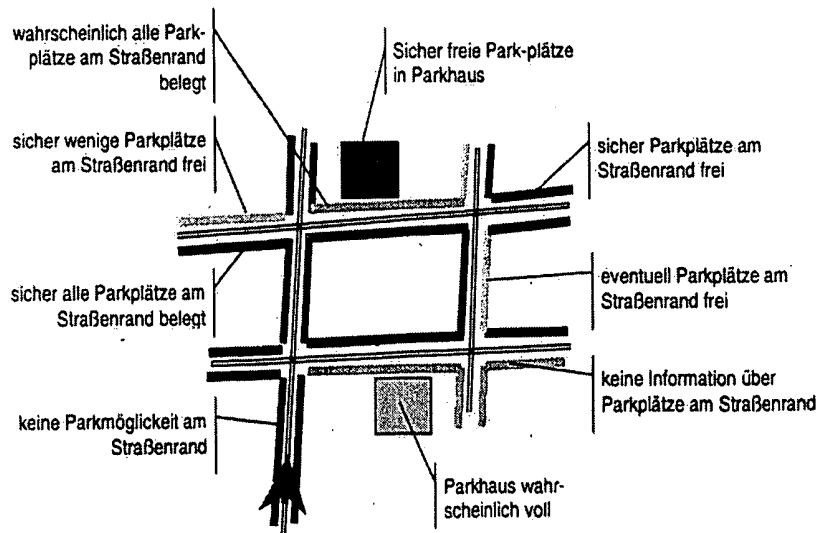 wahrscheinlich alle Park-
plätze am Straßenrand
belegt
Sicher freie Park-plätze
in Parkhaus
sicher wenige Parkplätze
am Straßenrand frei
sicher Parkplätze am
Straßenrand frei
sicher alle Parkplätze am
Straßenrand belegt
eventuell Parkplätze am
Straßenrand frei
keine Information über
Parkplätze am Straßenrand
keine Parkmöglickeit am
Straßenrand
Parkhaus wahr-
scheinlich voll